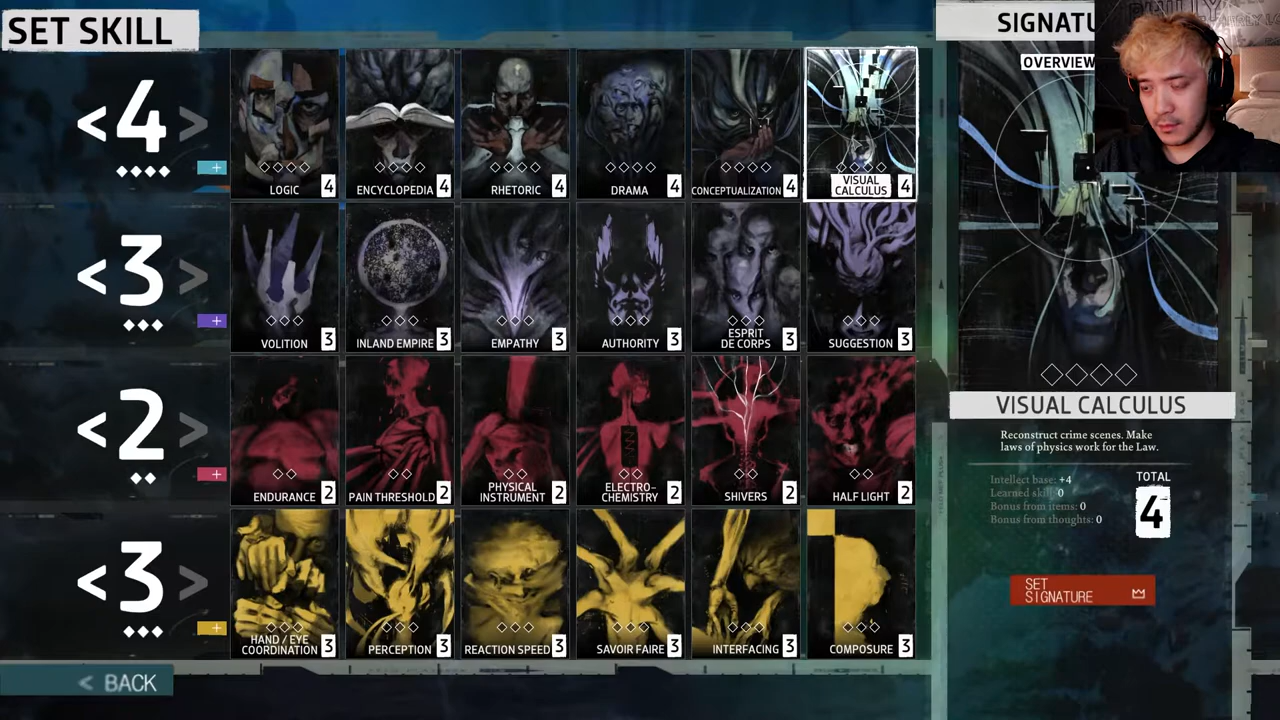 SET SKILL
SIGNATU
OVERVIEW
< 4 >
LOGIC 4
ENCYCLOPEDIA 4
RHETORIC 4
DRAMA 4
CONCEPTUALIZATION 4
VISUAL
CALCULUS 4
< 3 >
VOLITION 3
INLAND EMPIRE 3
EMPATHY 3
AUTHORITY 3
ESPRIT
DE CORPS 3
SUGGESTION 3
< 2 >
ENDURANCE 2
PAIN THRESHOLD 2
PHYSICAL
INSTRUMENT 2
ELECTRO-
CHEMISTRY 2
SHIVERS 2
HALF LIGHT 2
< 3 >
HAND / EYE
COORDINATION 3
PERCEPTION 3
REACTION SPEED 3
SAVOIR FAIRE 3
INTERFACING 3
COMPOSURE 3
VISUAL CALCULUS
Reconstruct crime scenes. Make
laws of physics work for the Law.
Intellect base: +4
Learned skill: 0
Bonus from items: 0
Bonus from thoughts: 0
TOTAL
4
SET
SIGNATURE
< BACK